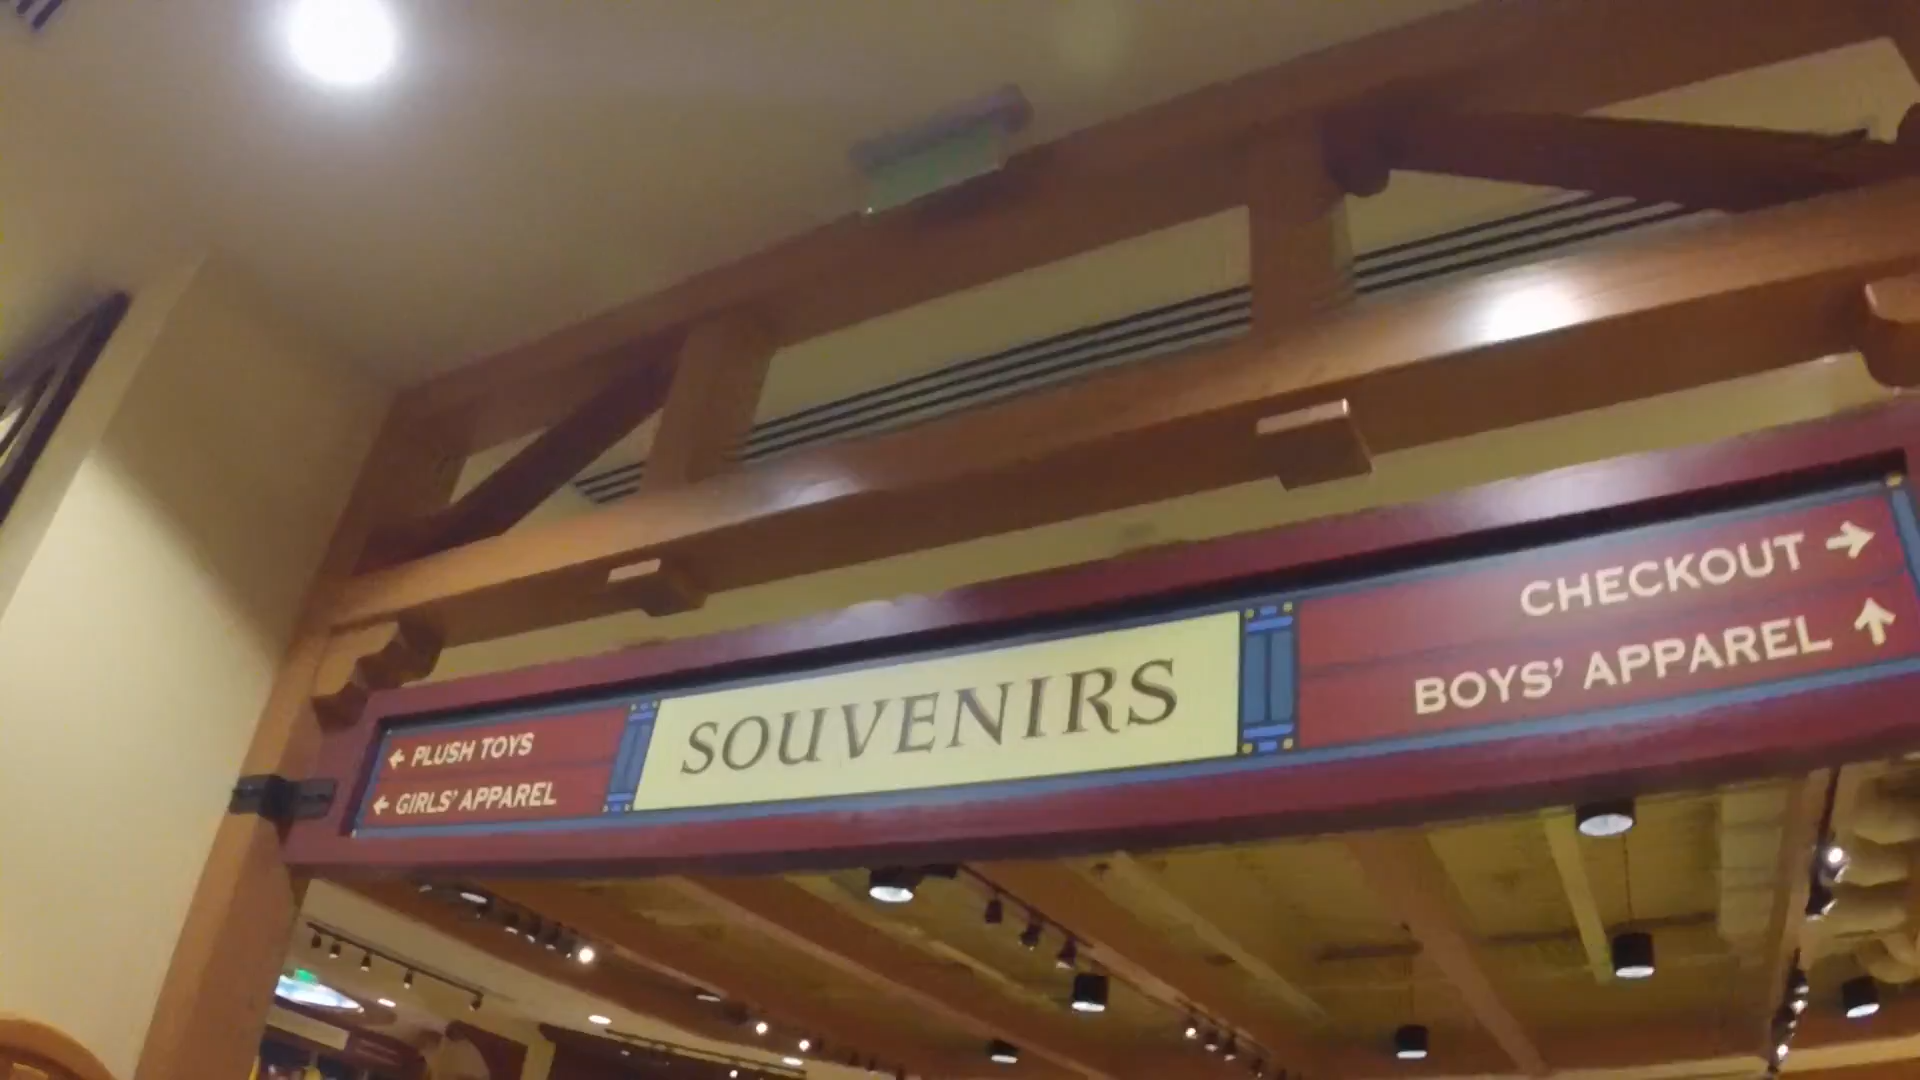 ← PLUSH TOYS
← GIRLS' APPAREL
SOUVENIRS
CHECKOUT →
BOYS' APPAREL ↑